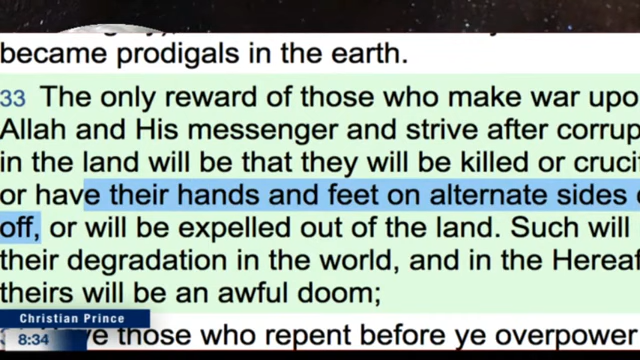 became prodigals in the earth.
33 The only reward of those who make war upo
Allah and His messenger and strive after corrup
in the land will be that they will be killed or cruci
or have their hands and feet on alternate sides
off, or will be expelled out of the land. Such will
their degradation in the world, and in the Hereaf
theirs will be an awful doom;
Christian Prince
8:34
those who repent before ye overpower